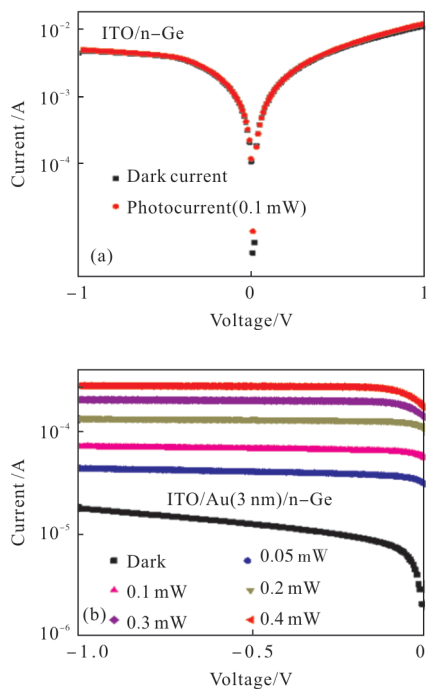 ITO/n-Ge
10⁻²
10⁻³
10⁻⁴
Current/A
Dark current
Photocurrent(0.1 mW)
(a)
−1
0
1
Voltage/V
10⁻⁴
10⁻⁵
10⁻⁶
Current/A
ITO/Au(3 nm)/n-Ge
Dark
0.05 mW
0.1 mW
0.2 mW
(b)
0.3 mW
0.4 mW
−1.0
−0.5
0
Voltage/V